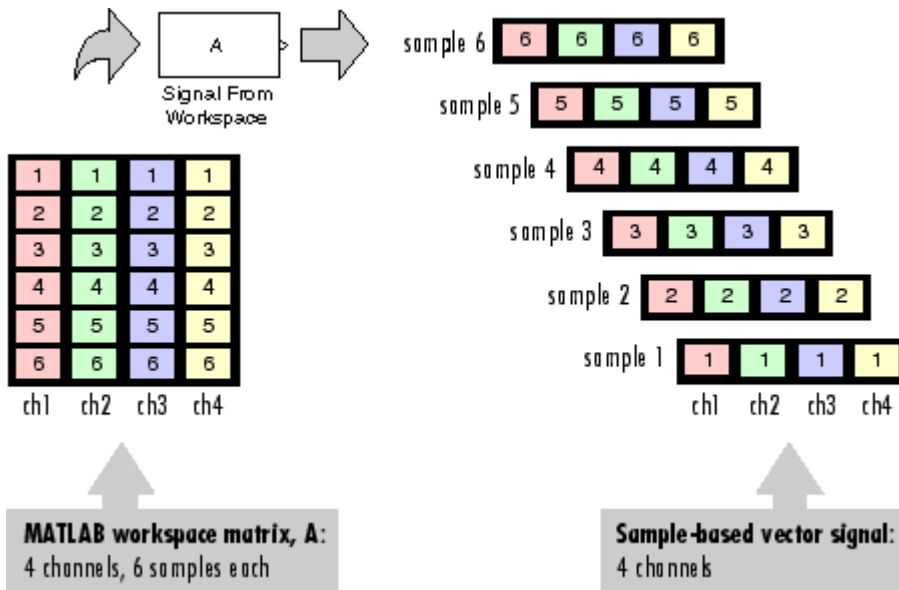 A
Signal From
Workspace
1 1 1 1
2 2 2 2
3 3 3 3
4 4 4 4
5 5 5 5
6 6 6 6
ch1 ch2 ch3 ch4
MATLAB workspace matrix, A:
4 channels, 6 samples each
sample 6 6 6 6 6
sample 5 5 5 5 5
sample 4 4 4 4 4
sample 3 3 3 3 3
sample 2 2 2 2 2
sample 1 1 1 1 1
ch1 ch2 ch3 ch4
Sample-based vector signal:
4 channels